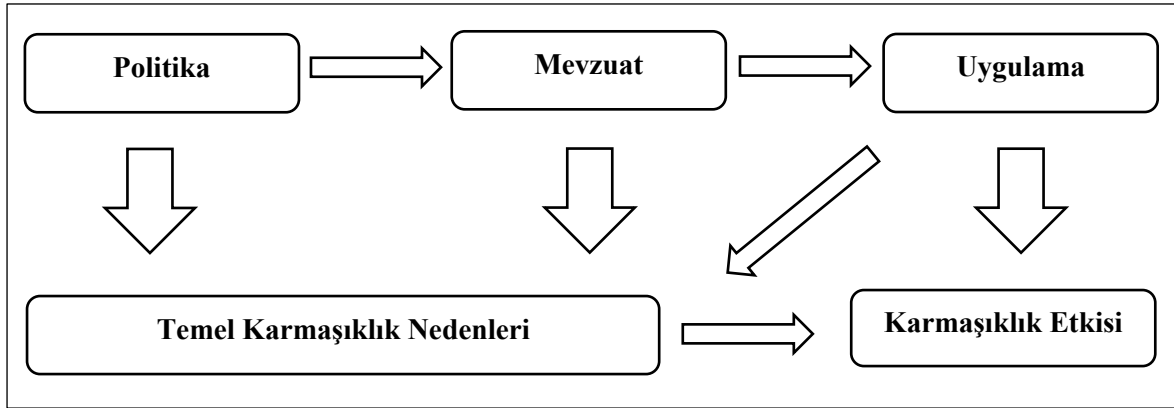 Politika
Mevzuat
Uygulama
Temel Karmaşıklık Nedenleri
Karmaşıklık Etkisi